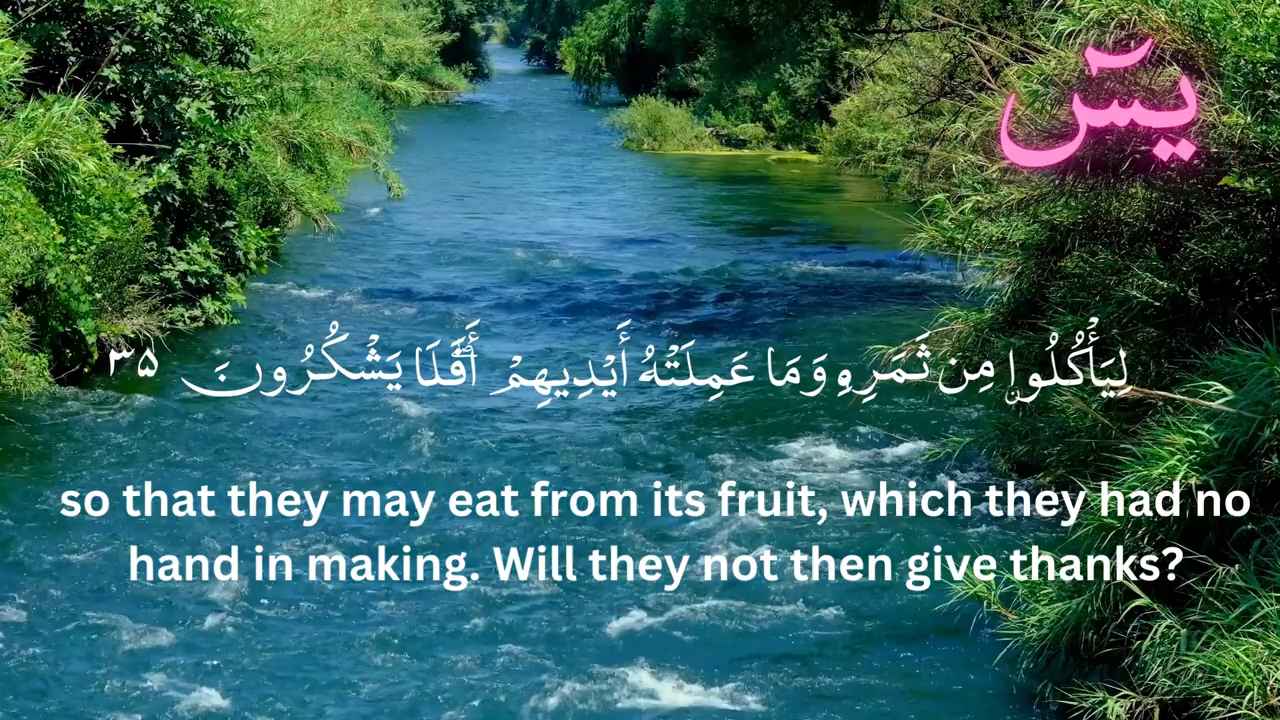 يسٓ
لِيَأْكُلُوا۟ مِن ثَمَرِهِۦ وَمَا عَمِلَتْهُ أَيْدِيهِمْ ۖ أَفَلَا يَشْكُرُونَ ٣٥
so that they may eat from its fruit, which they had no
hand in making. Will they not then give thanks?